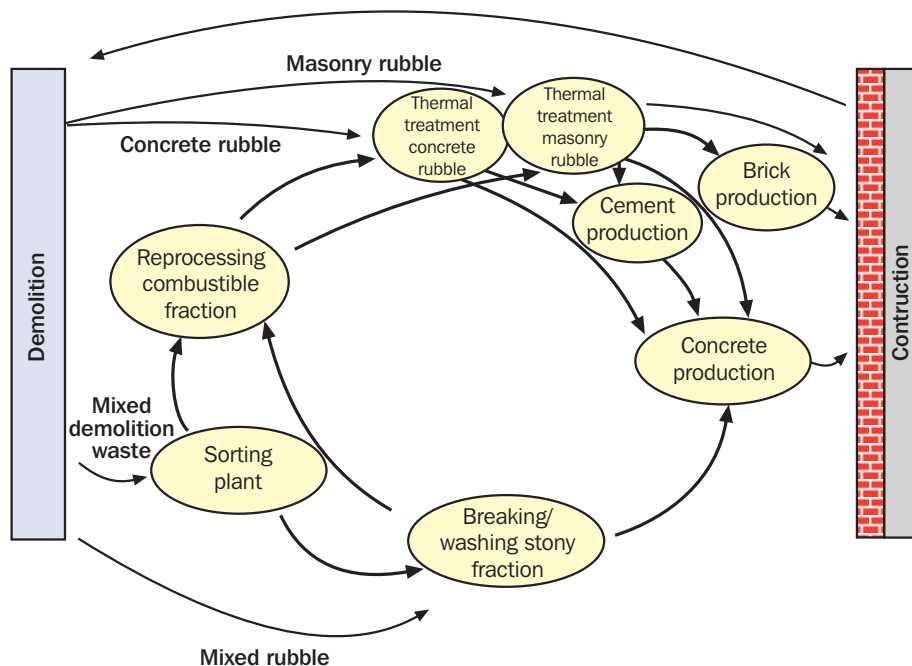 Masonry rubble
Concrete rubble
Thermal
treatment
concrete
rubble
Thermal
treatment
masonry
rubble
Brick
production
Cement
production
Reprocessing
combustible
fraction
Concrete
production
Demolition
Contruction
Mixed
demolition
waste
Sorting
plant
Breaking/
washing stony
fraction
Mixed rubble